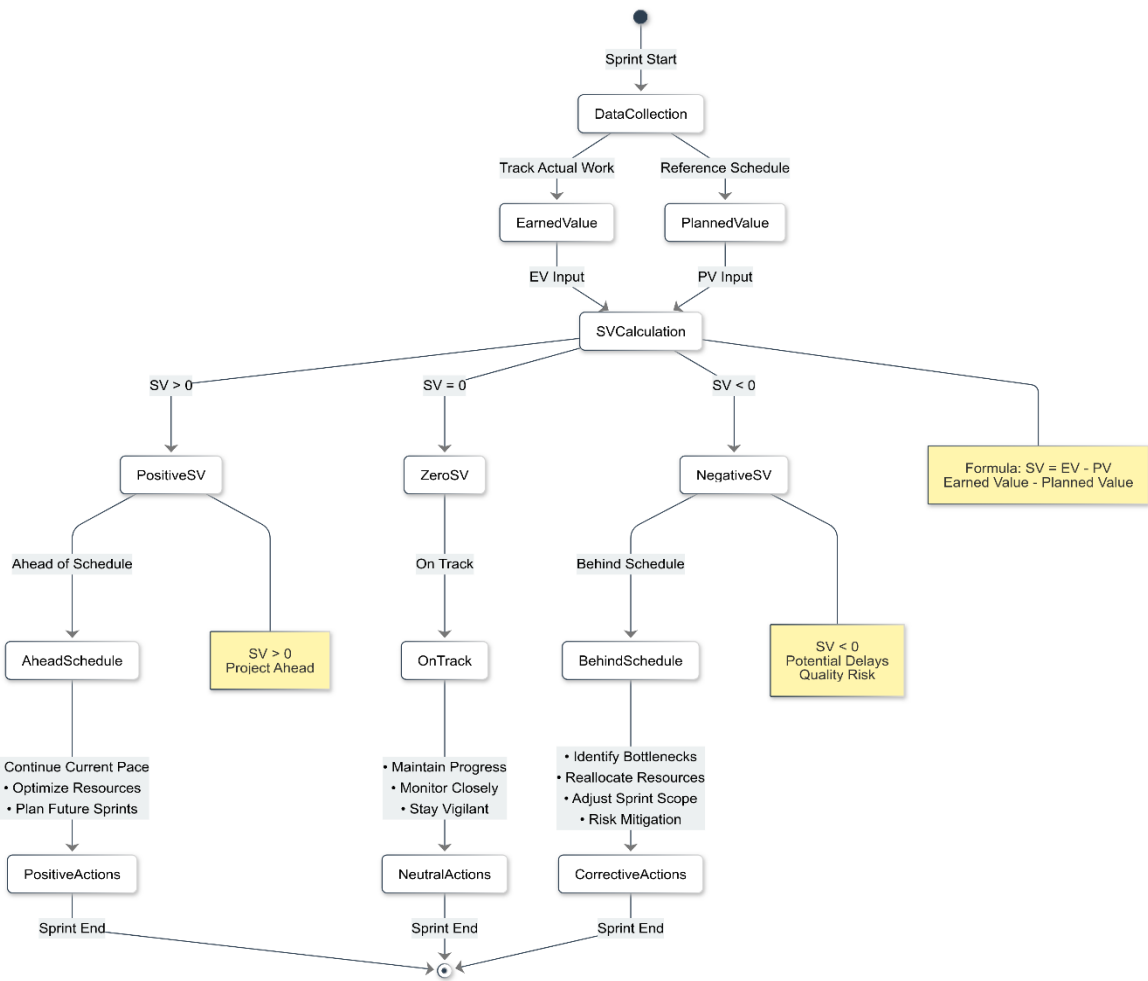 Sprint Start
DataCollection
Track Actual Work
Reference Schedule
EarnedValue
PlannedValue
EV Input
PV Input
SVCalculation
SV > 0
SV = 0
SV < 0
PositiveSV
ZeroSV
NegativeSV
Formula: SV = EV - PV
Earned Value - Planned Value
Ahead of Schedule
On Track
Behind Schedule
AheadSchedule
SV > 0
Project Ahead
OnTrack
BehindSchedule
SV < 0
Potential Delays
Quality Risk
Continue Current Pace
• Optimize Resources
• Plan Future Sprints
• Maintain Progress
• Monitor Closely
• Stay Vigilant
• Identify Bottlenecks
• Reallocate Resources
• Adjust Sprint Scope
• Risk Mitigation
PositiveActions
NeutralActions
CorrectiveActions
Sprint End
Sprint End
Sprint End